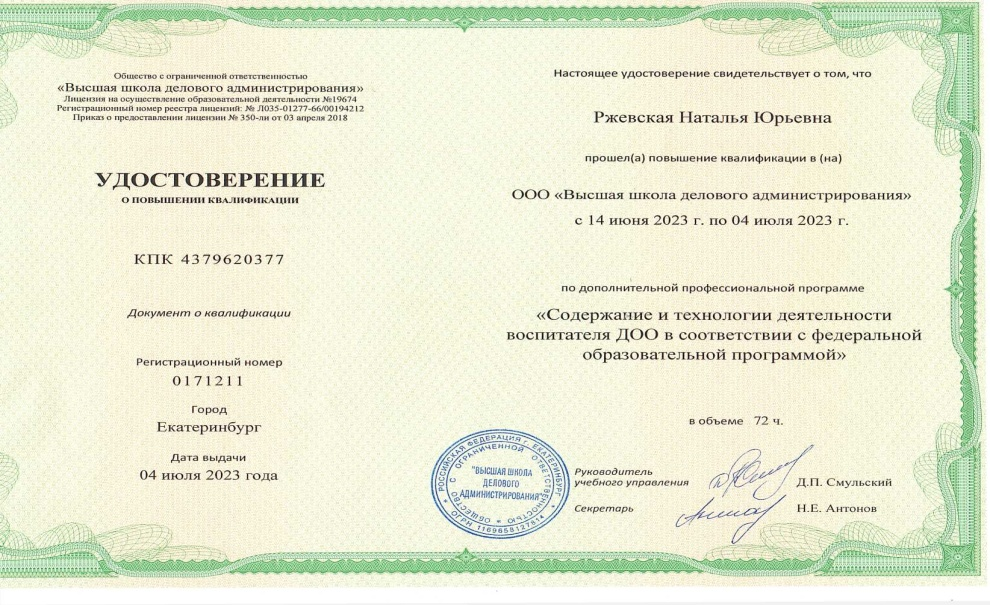 Общество с ограниченной ответственностью
«Высшая школа делового администрирования»
Лицензия на осуществление образовательной деятельности №19674
Регистрационный номер реестра лицензий: № Л035-01277-66/00194212
Приказ о предоставлении лицензии № 350-ли от 03 апреля 2018
УДОСТОВЕРЕНИЕ
О ПОВЫШЕНИИ КВАЛИФИКАЦИИ
КПК 4379620377
Документ о квалификации
Регистрационный номер
0171211
Город
Екатеринбург
Дата выдачи
04 июля 2023 года
Настоящее удостоверение свидетельствует о том, что
Ржевская Наталья Юрьевна
прошел(а) повышение квалификации в (на)
ООО «Высшая школа делового администрирования»
с 14 июня 2023 г. по 04 июля 2023 г.
по дополнительной профессиональной программе
«Содержание и технологии деятельности
воспитателя ДОО в соответствии с федеральной
образовательной программой»
в объеме 72 ч.
РОССИЙСКАЯ ФЕДЕРАЦИЯ Г. ЕКАТЕРИНБУРГ
ОБЩЕСТВО С ОГРАНИЧЕННОЙ ОТВЕТСТВЕННОСТЬЮ
"ВЫСШАЯ ШКОЛА
ДЕЛОВОГО
АДМИНИСТРИРОВАНИЯ"
ОГРН 1169658127814
Руководитель
учебного управления
Д.П. Смульский
Секретарь
Н.Е. Антонов